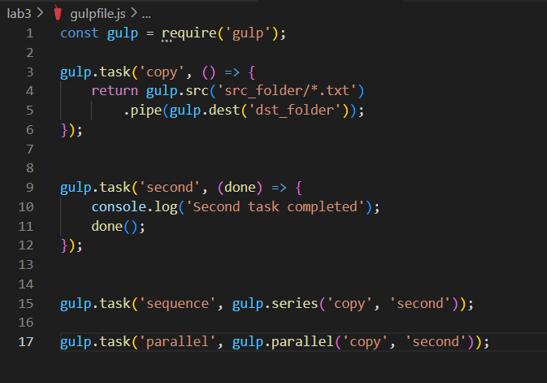 lab3 > gulpfile.js > ...
1 const gulp = require('gulp');
2
3 gulp.task('copy', () => {
4 return gulp.src('src_folder/*.txt')
5 .pipe(gulp.dest('dst_folder'));
6 });
7
8
9 gulp.task('second', (done) => {
10 console.log('Second task completed');
11 done();
12 });
13
14
15 gulp.task('sequence', gulp.series('copy', 'second'));
16
17 gulp.task('parallel', gulp.parallel('copy', 'second'));